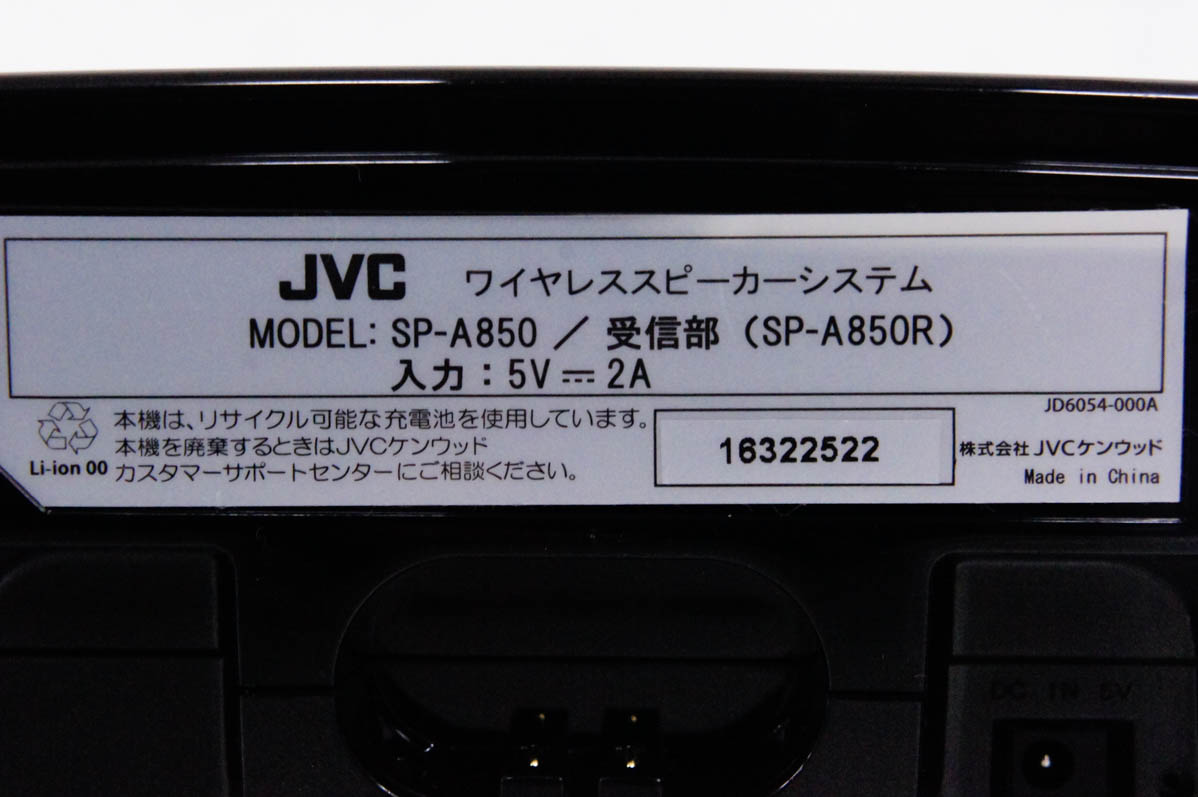 JVC ワイヤレススピーカーシステム
MODEL: SP-A850 / 受信部 (SP-A850R)
入力 : 5V ⎓ 2A
JD6054-000A
本機は、リサイクル可能な充電池を使用しています。
本機を廃棄するときはJVCケンウッド
カスタマーサポートセンターにご相談ください。
Li-ion 00
16322522
株式会社 JVCケンウッド
Made in China
DC IN 5V